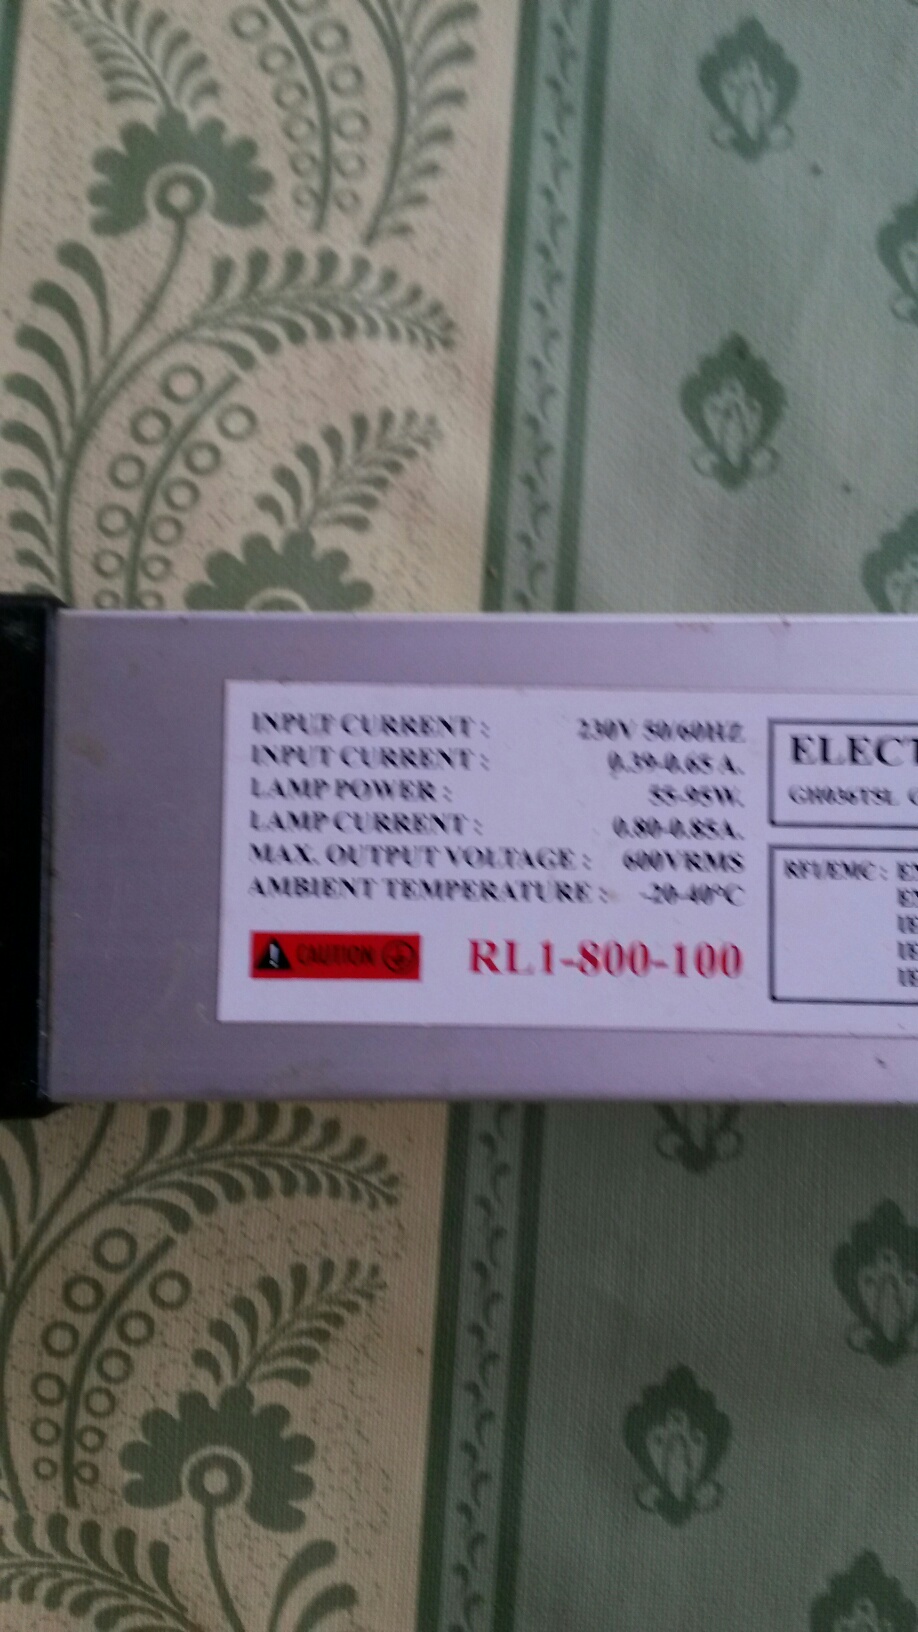 INPUT CURRENT : 230V 50/60HZ
INPUT CURRENT : 0.39-0.65 A.
LAMP POWER : 55-95W.
LAMP CURRENT : 0.80-0.85A.
MAX. OUTPUT VOLTAGE : 600VRMS
AMBIENT TEMPERATURE : -20-40°C
CAUTION
RL1-800-100
ELECT
GH036T5L
RFI/EMC :